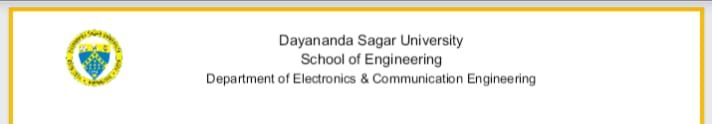 Dayananda Sagar University
School of Engineering
Department of Electronics & Communication Engineering